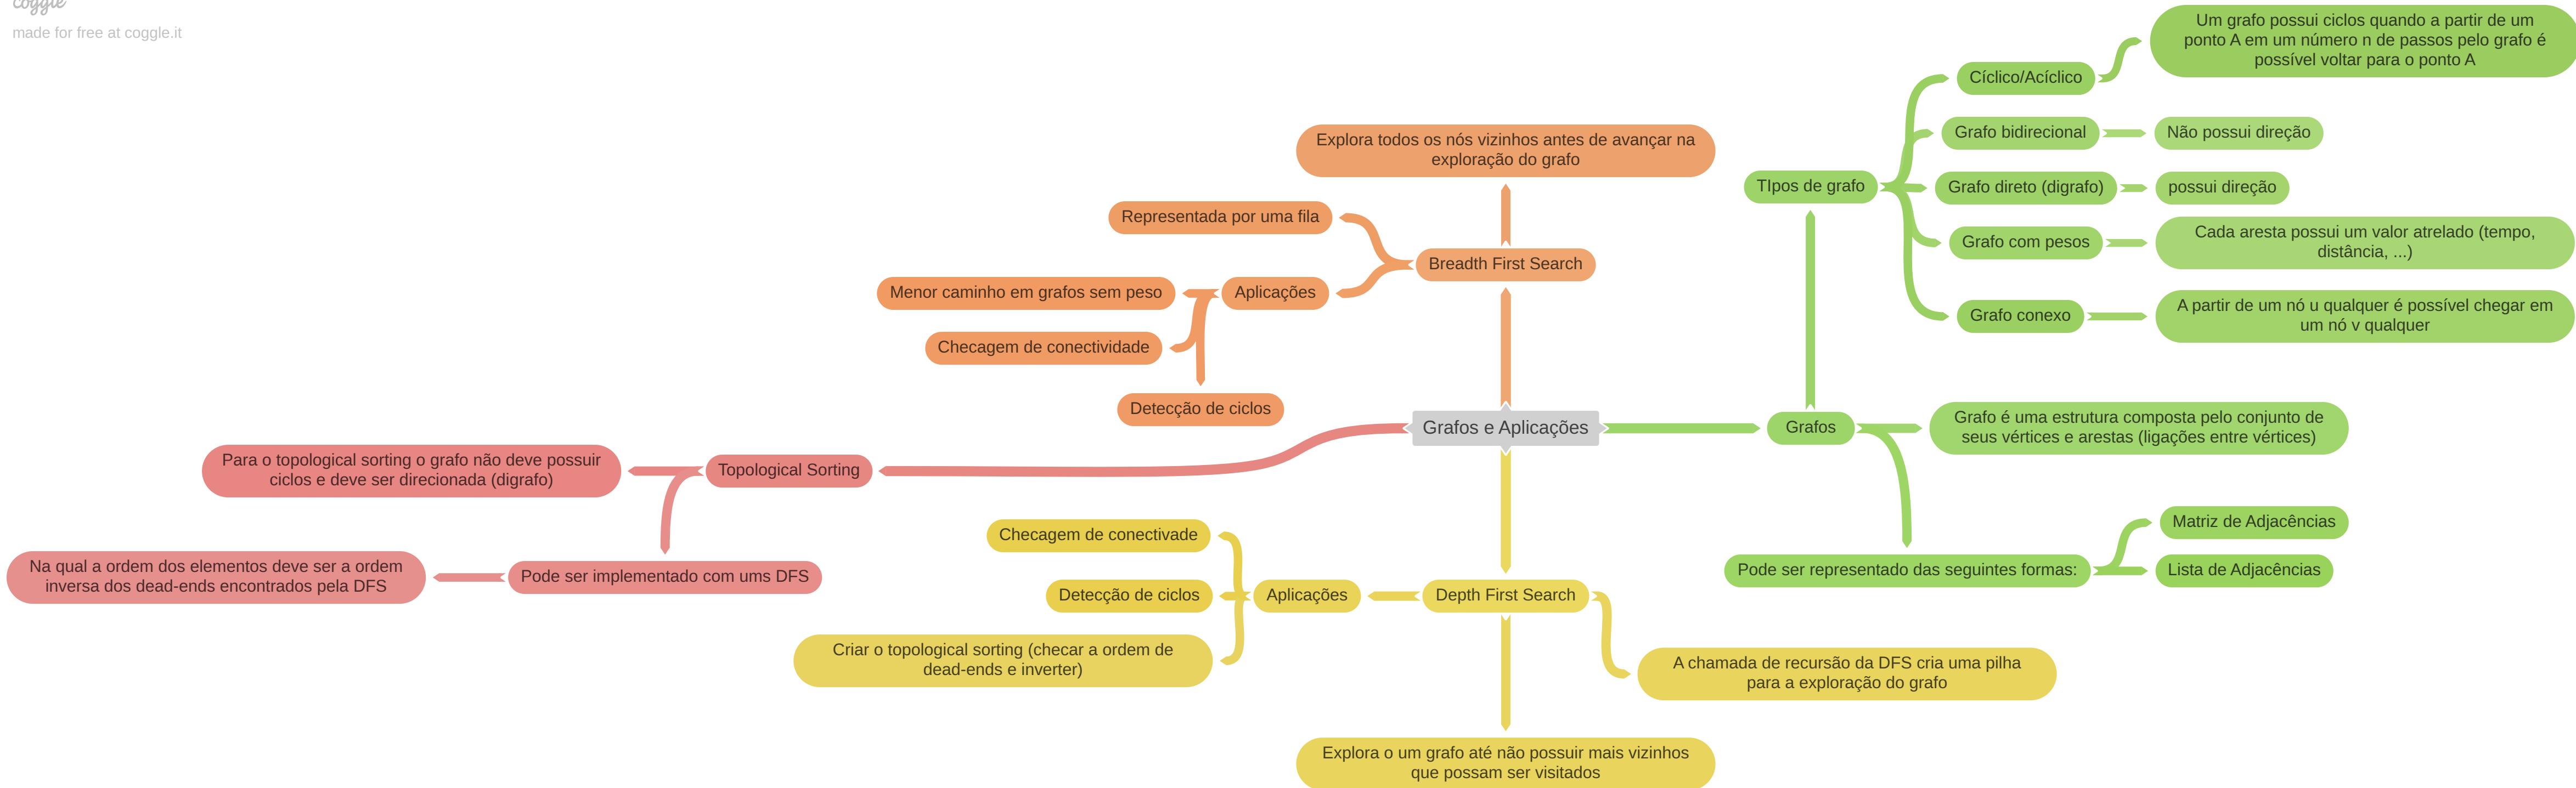 coggle
made for free at coggle.it
Um grafo possui ciclos quando a partir de um
ponto A em um número n de passos pelo grafo é
possível voltar para o ponto A
Cíclico/Acíclico
Grafo bidirecional
Não possui direção
TIpos de grafo
Grafo direto (digrafo)
possui direção
Grafo com pesos
Cada aresta possui um valor atrelado (tempo,
distância, ...)
Grafo conexo
A partir de um nó u qualquer é possível chegar em
um nó v qualquer
Explora todos os nós vizinhos antes de avançar na
exploração do grafo
Representada por uma fila
Breadth First Search
Menor caminho em grafos sem peso
Aplicações
Checagem de conectividade
Detecção de ciclos
Grafos e Aplicações
Grafos
Grafo é uma estrutura composta pelo conjunto de
seus vértices e arestas (ligações entre vértices)
Pode ser representado das seguintes formas:
Matriz de Adjacências
Lista de Adjacências
Para o topological sorting o grafo não deve possuir
ciclos e deve ser direcionada (digrafo)
Topological Sorting
Na qual a ordem dos elementos deve ser a ordem
inversa dos dead-ends encontrados pela DFS
Pode ser implementado com ums DFS
Checagem de conectivade
Detecção de ciclos
Aplicações
Depth First Search
Criar o topological sorting (checar a ordem de
dead-ends e inverter)
A chamada de recursão da DFS cria uma pilha
para a exploração do grafo
Explora o um grafo até não possuir mais vizinhos
que possam ser visitados